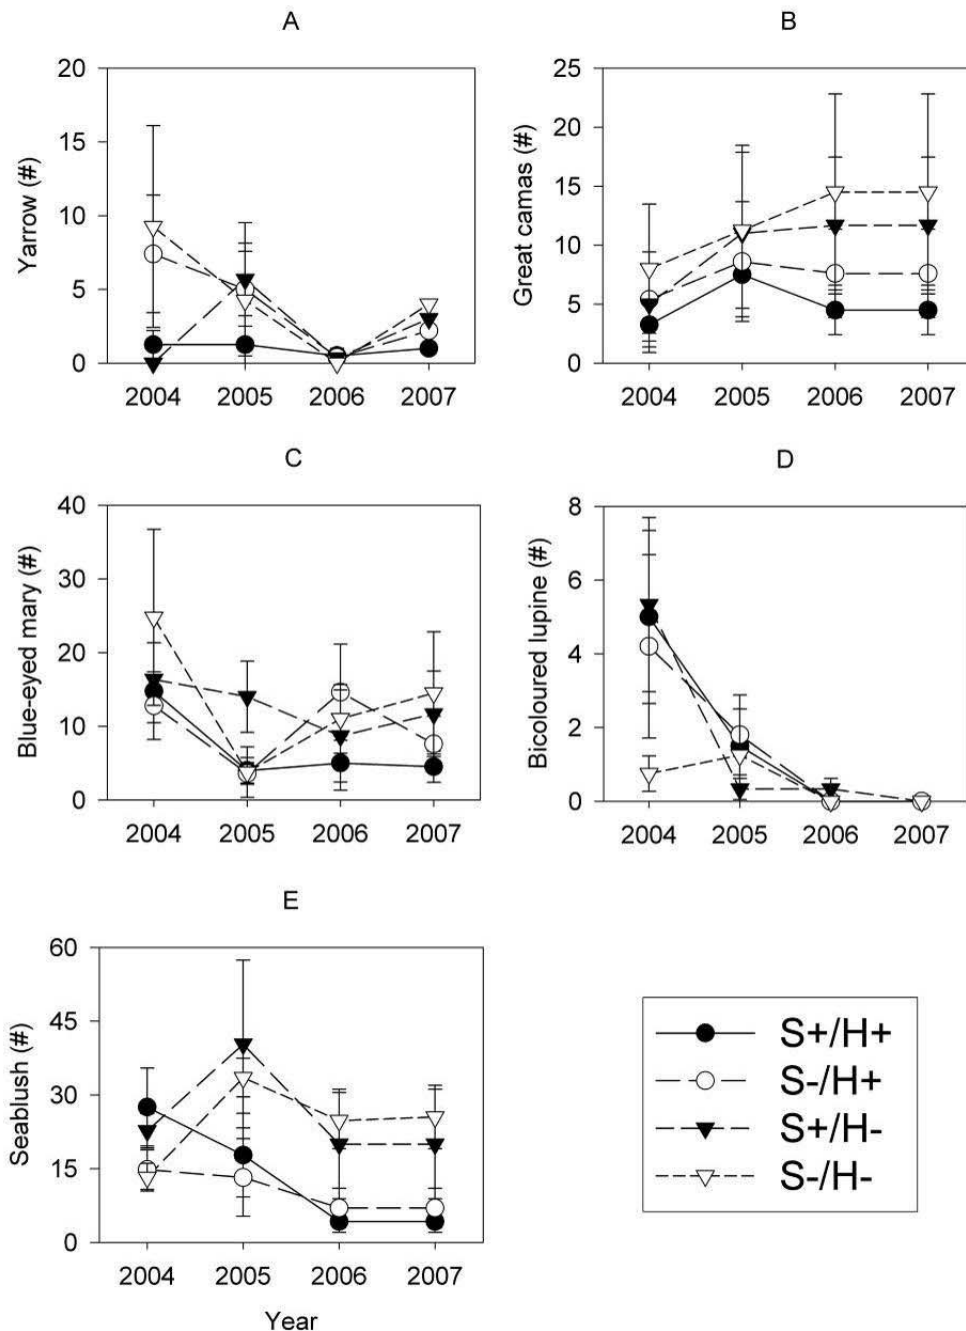 A
B
20
15
10
5
0
Yarrow (#)
2004 2005 2006 2007
25
20
15
10
5
0
Great camas (#)
2004 2005 2006 2007
C
D
40
30
20
10
0
Blue-eyed mary (#)
2004 2005 2006 2007
8
6
4
2
0
Bicoloured lupine (#)
2004 2005 2006 2007
E
60
45
30
15
0
Seablush (#)
2004 2005 2006 2007
Year
S+/H+
S-/H+
S+/H-
S-/H-